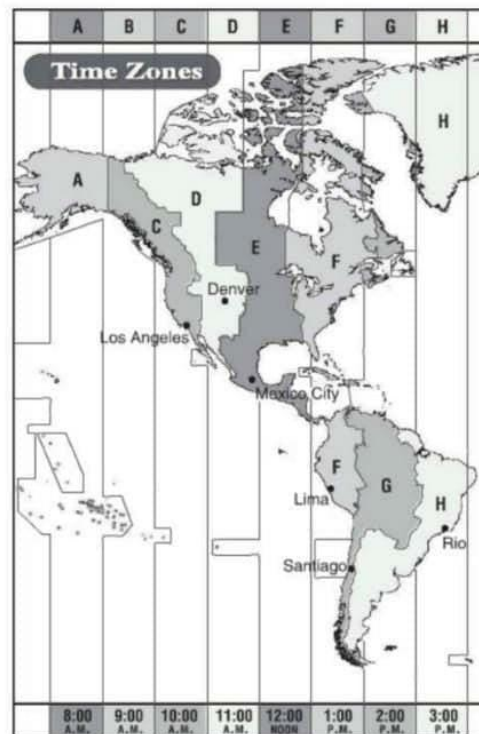 A B C D E F G H
Time Zones
H
A
D
C
E
F
Denver
Los Angeles
Mexico City
F
G
Lima
H
Rio
Santiago
8:00 9:00 10:00 11:00 12:00 1:00 2:00 3:00
A.M. A.M. A.M. A.M. NOON P.M. P.M. P.M.